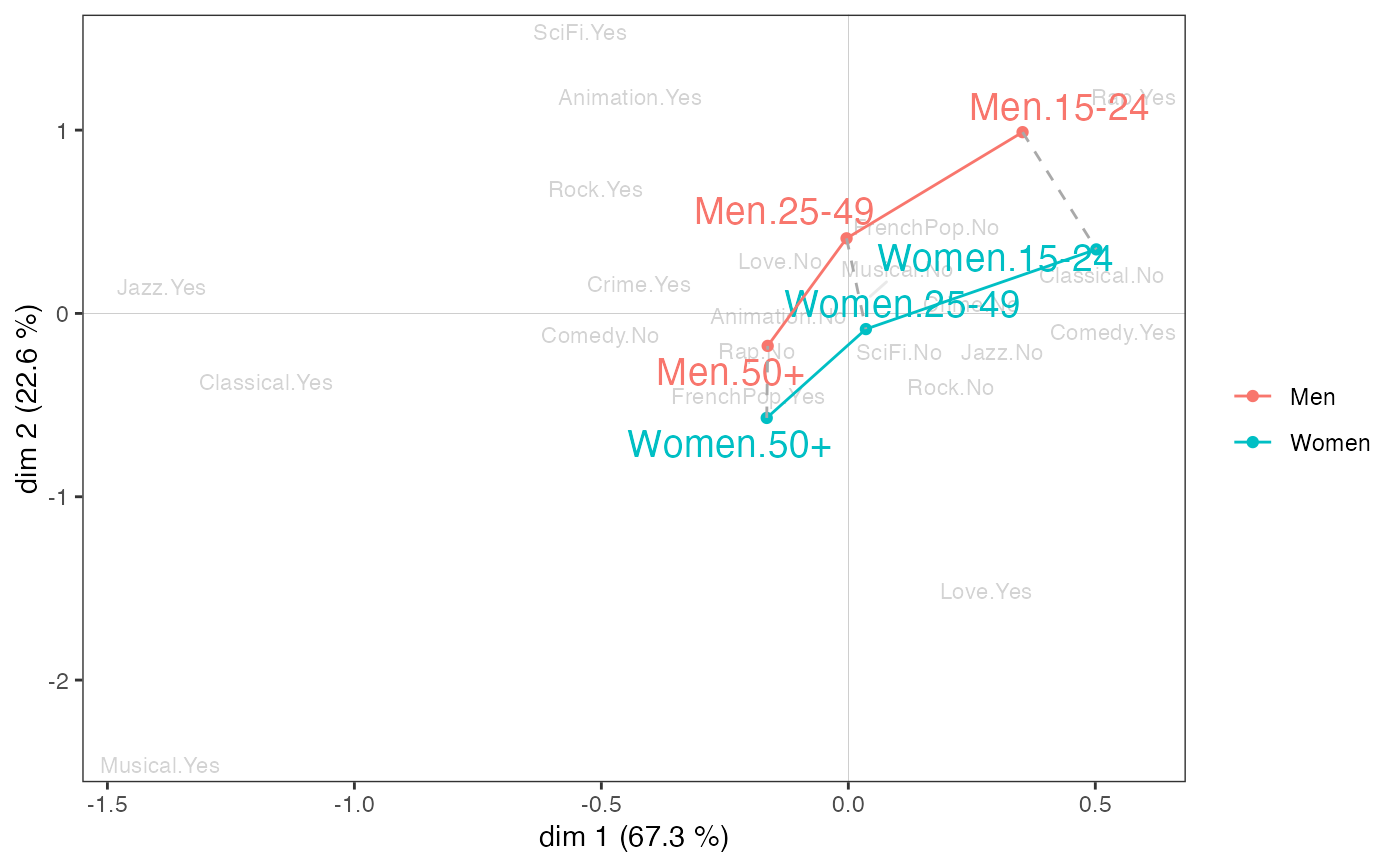 SciFi.Yes
Animation.Yes
Men.15-24
Rap.Yes
Rock.Yes
Men.25-49
FrenchPop.No
Love.No
Musical.No
Women.15-24
Classical.No
Jazz.Yes
Crime.Yes
Women.25-49
Crime.No
Animation.No
Comedy.No
Comedy.Yes
Rap.No
SciFi.No
Jazz.No
Men.50+
Classical.Yes
Rock.No
FrenchPop.Yes
Women.50+
Love.Yes
Musical.Yes
1
0
-1
-2
-1.5
-1.0
-0.5
0.0
0.5
dim 1 (67.3 %)
dim 2 (22.6 %)
Men
Women